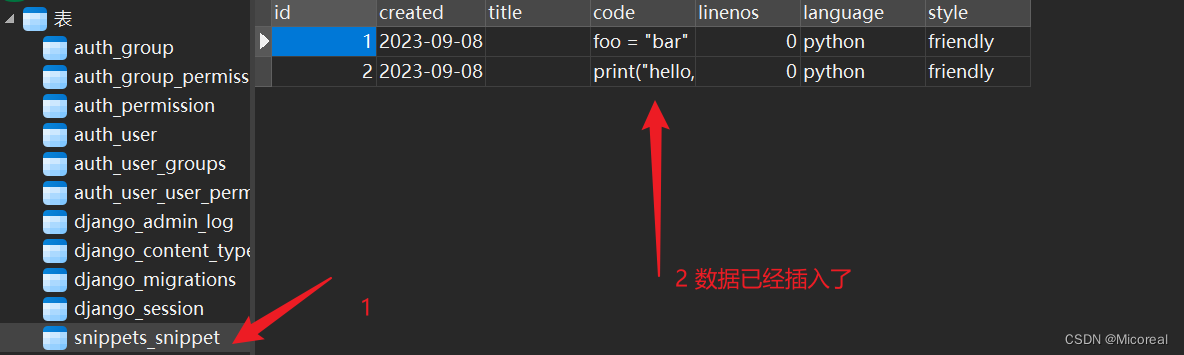 表
auth_group
auth_group_permiss
auth_permission
auth_user
auth_user_groups
auth_user_user_perm
django_admin_log
django_content_type
django_migrations
django_session
snippets_snippet
id created title code linenos language style
1 2023-09-08 foo = "bar" 0 python friendly
2 2023-09-08 print("hello, 0 python friendly
2 数据已经插入了
1
CSDN @Micoreal